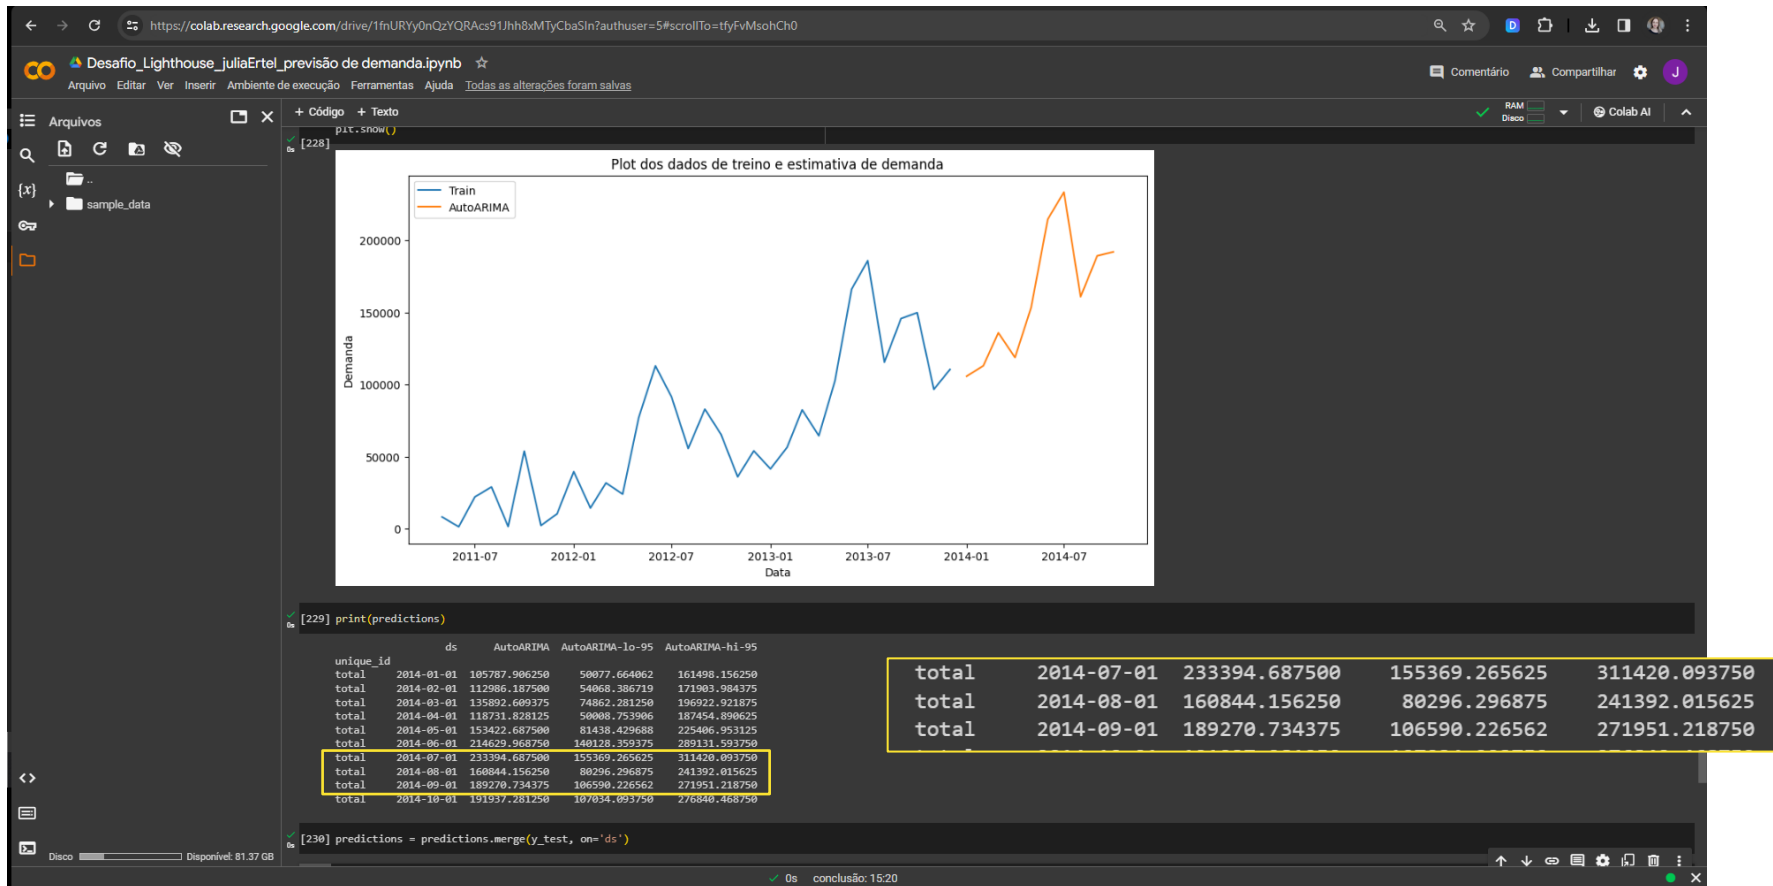 https://colab.research.google.com/drive/1fnURYy0nQzYQRAcs91Jhh8xMTyCbaSIn?authuser=5#scrollTo=tfyFvMsohCh0
D
Desafio_Lighthouse_juliaErtel_previsão de demanda.ipynb
Arquivo Editar Ver Inserir Ambiente de execução Ferramentas Ajuda Todas as alterações foram salvas
Comentário Compartilhar J
Arquivos
+ Código + Texto
RAM
Disco
Colab AI
..
sample_data
{x}
plt.show()
[228]
0s
Plot dos dados de treino e estimativa de demanda
Train
AutoARIMA
200000
150000
100000
50000
0
Demanda
2011-07 2012-01 2012-07 2013-01 2013-07 2014-01 2014-07
Data
[229] print(predictions)
0s
ds AutoARIMA AutoARIMA-lo-95 AutoARIMA-hi-95
unique_id
total 2014-01-01 105787.906250 50077.664062 161498.156250
total 2014-02-01 112986.187500 54068.386719 171903.984375
total 2014-03-01 135892.609375 74862.281250 196922.921875
total 2014-04-01 118731.828125 50008.753906 187454.890625
total 2014-05-01 153422.687500 81438.429688 225406.953125
total 2014-06-01 214629.968750 140128.359375 289131.593750
total 2014-07-01 233394.687500 155369.265625 311420.093750
total 2014-08-01 160844.156250 80296.296875 241392.015625
total 2014-09-01 189270.734375 106590.226562 271951.218750
total 2014-10-01 191937.281250 107034.093750 276840.468750
total 2014-07-01 233394.687500 155369.265625 311420.093750
total 2014-08-01 160844.156250 80296.296875 241392.015625
total 2014-09-01 189270.734375 106590.226562 271951.218750
[230] predictions = predictions.merge(y_test, on='ds')
0s
Disco Disponível: 81.37 GB
0s conclusão: 15:20